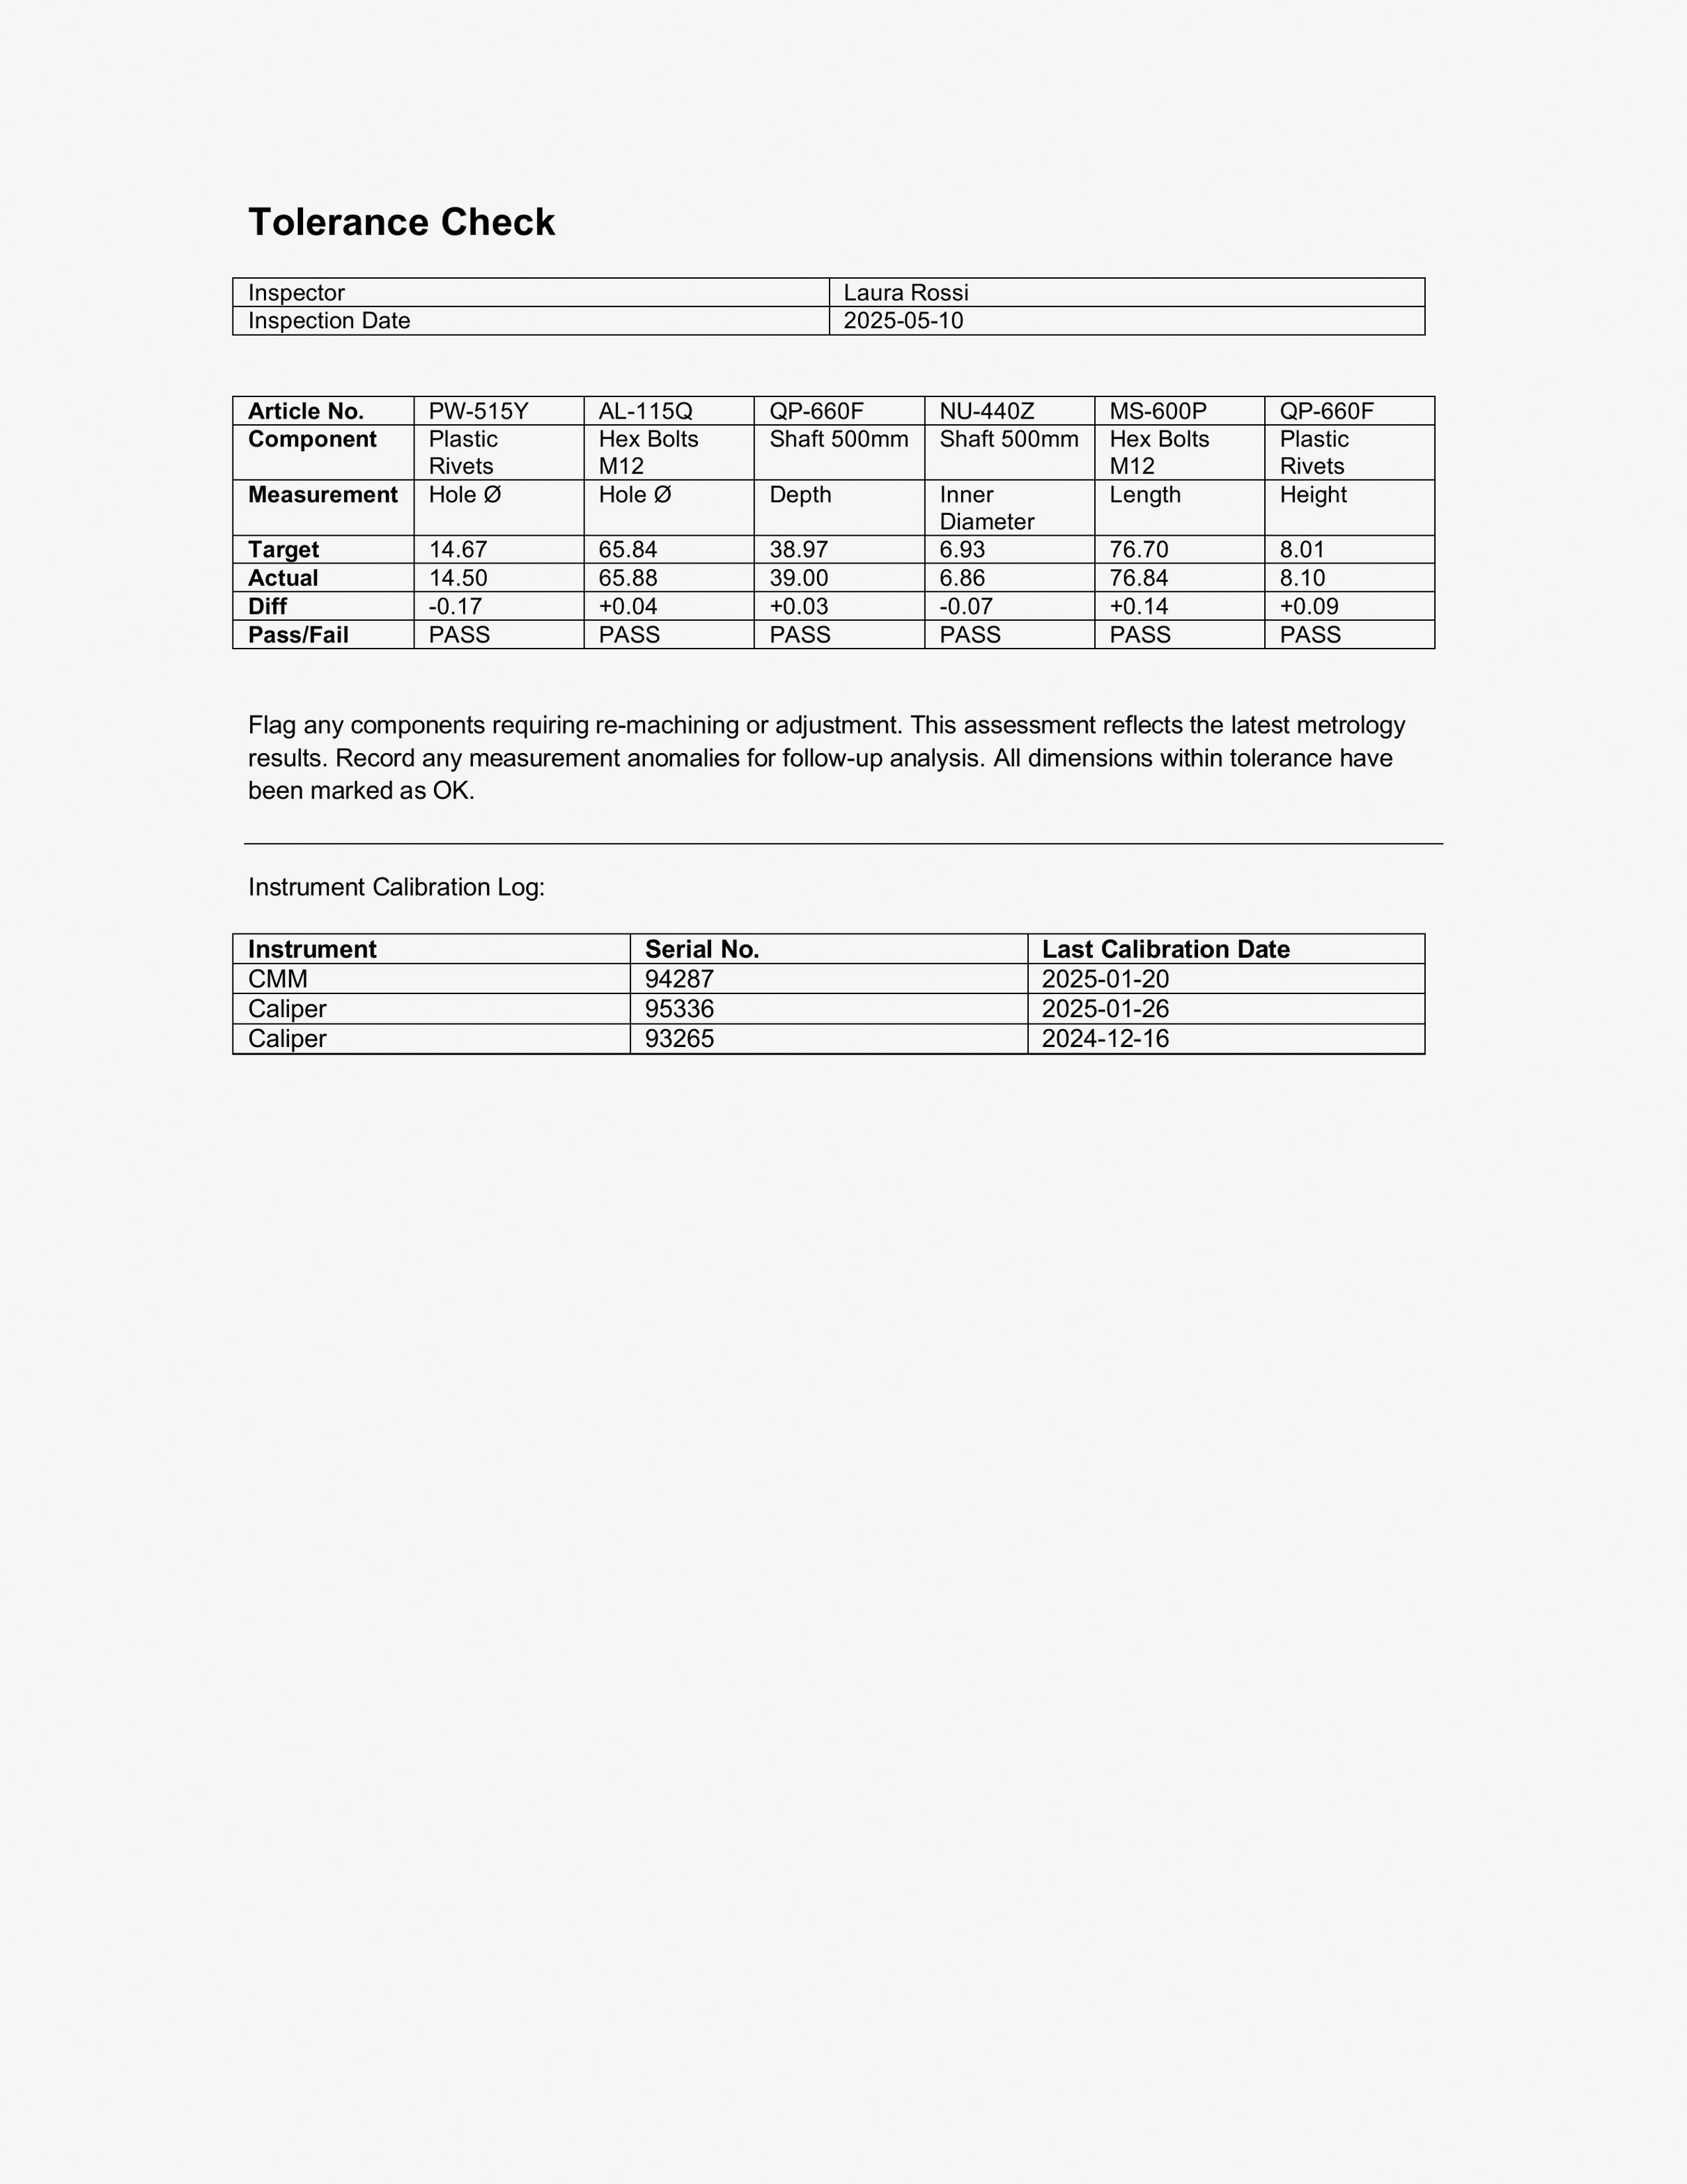 Tolerance Check
Inspector Laura Rossi
Inspection Date 2025-05-10
Article No. PW-515Y AL-115Q QP-660F NU-440Z MS-600P QP-660F
Component Plastic Rivets Hex Bolts M12 Shaft 500mm Shaft 500mm Hex Bolts M12 Plastic Rivets
Measurement Hole Ø Hole Ø Depth Inner Diameter Length Height
Target 14.67 65.84 38.97 6.93 76.70 8.01
Actual 14.50 65.88 39.00 6.86 76.84 8.10
Diff -0.17 +0.04 +0.03 -0.07 +0.14 +0.09
Pass/Fail PASS PASS PASS PASS PASS PASS
Flag any components requiring re-machining or adjustment. This assessment reflects the latest metrology
results. Record any measurement anomalies for follow-up analysis. All dimensions within tolerance have
been marked as OK.
Instrument Calibration Log:
Instrument Serial No. Last Calibration Date
CMM 94287 2025-01-20
Caliper 95336 2025-01-26
Caliper 93265 2024-12-16